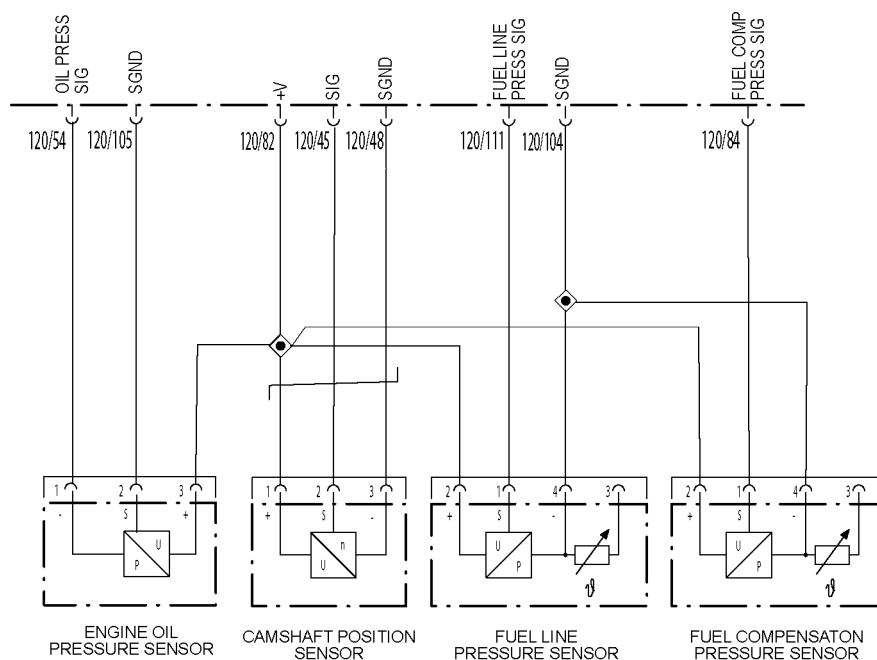 OIL PRESS
SIG
SGND
+V
SIG
SGND
FUEL LINE
PRESS SIG
SGND
FUEL COMP
PRESS SIG
120/54
120/105
120/82
120/45
120/48
120/111
120/104
120/84
1 2 3
1 2 3
2 1 4 3
2 1 4 3
- S +
+ S -
+ S -
+ S -
U
P
n
U
U
P
U
P
ϑ
ϑ
ENGINE OIL
PRESSURE SENSOR
CAMSHAFT POSITION
SENSOR
FUEL LINE
PRESSURE SENSOR
FUEL COMPENSATON
PRESSURE SENSOR